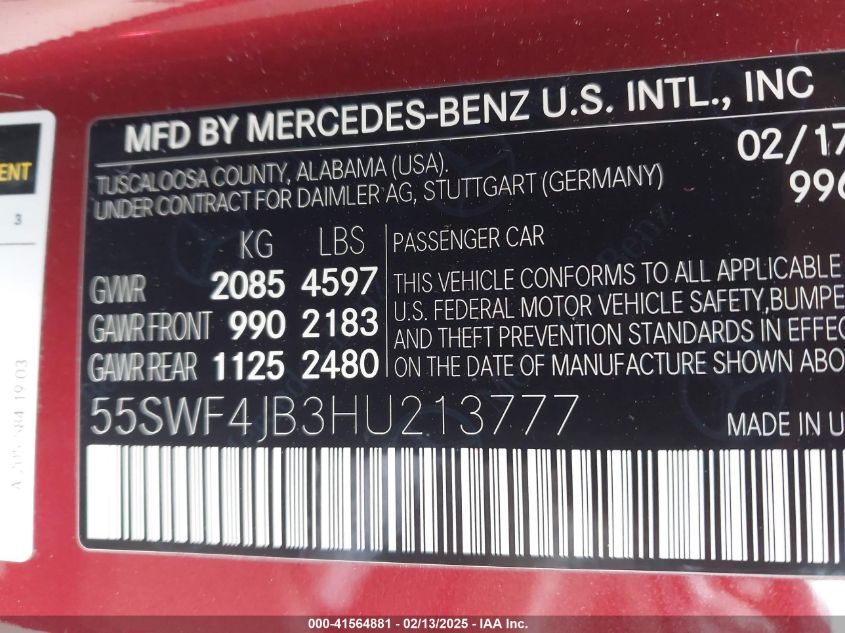 MFD BY MERCEDES-BENZ U.S. INTL., INC
TUSCALOOSA COUNTY, ALABAMA (USA).
UNDER CONTRACT FOR DAIMLER AG, STUTTGART (GERMANY)
02/17
996
KG LBS
GVWR 2085 4597
GAWR FRONT 990 2183
GAWR REAR 1125 2480
PASSENGER CAR
THIS VEHICLE CONFORMS TO ALL APPLICABLE
U.S. FEDERAL MOTOR VEHICLE SAFETY,BUMPE
AND THEFT PREVENTION STANDARDS IN EFFEC
ON THE DATE OF MANUFACTURE SHOWN ABO
55SWF4JB3HU213777
MADE IN U
ENT
3
000-41564881 - 02/13/2025 - IAA Inc.